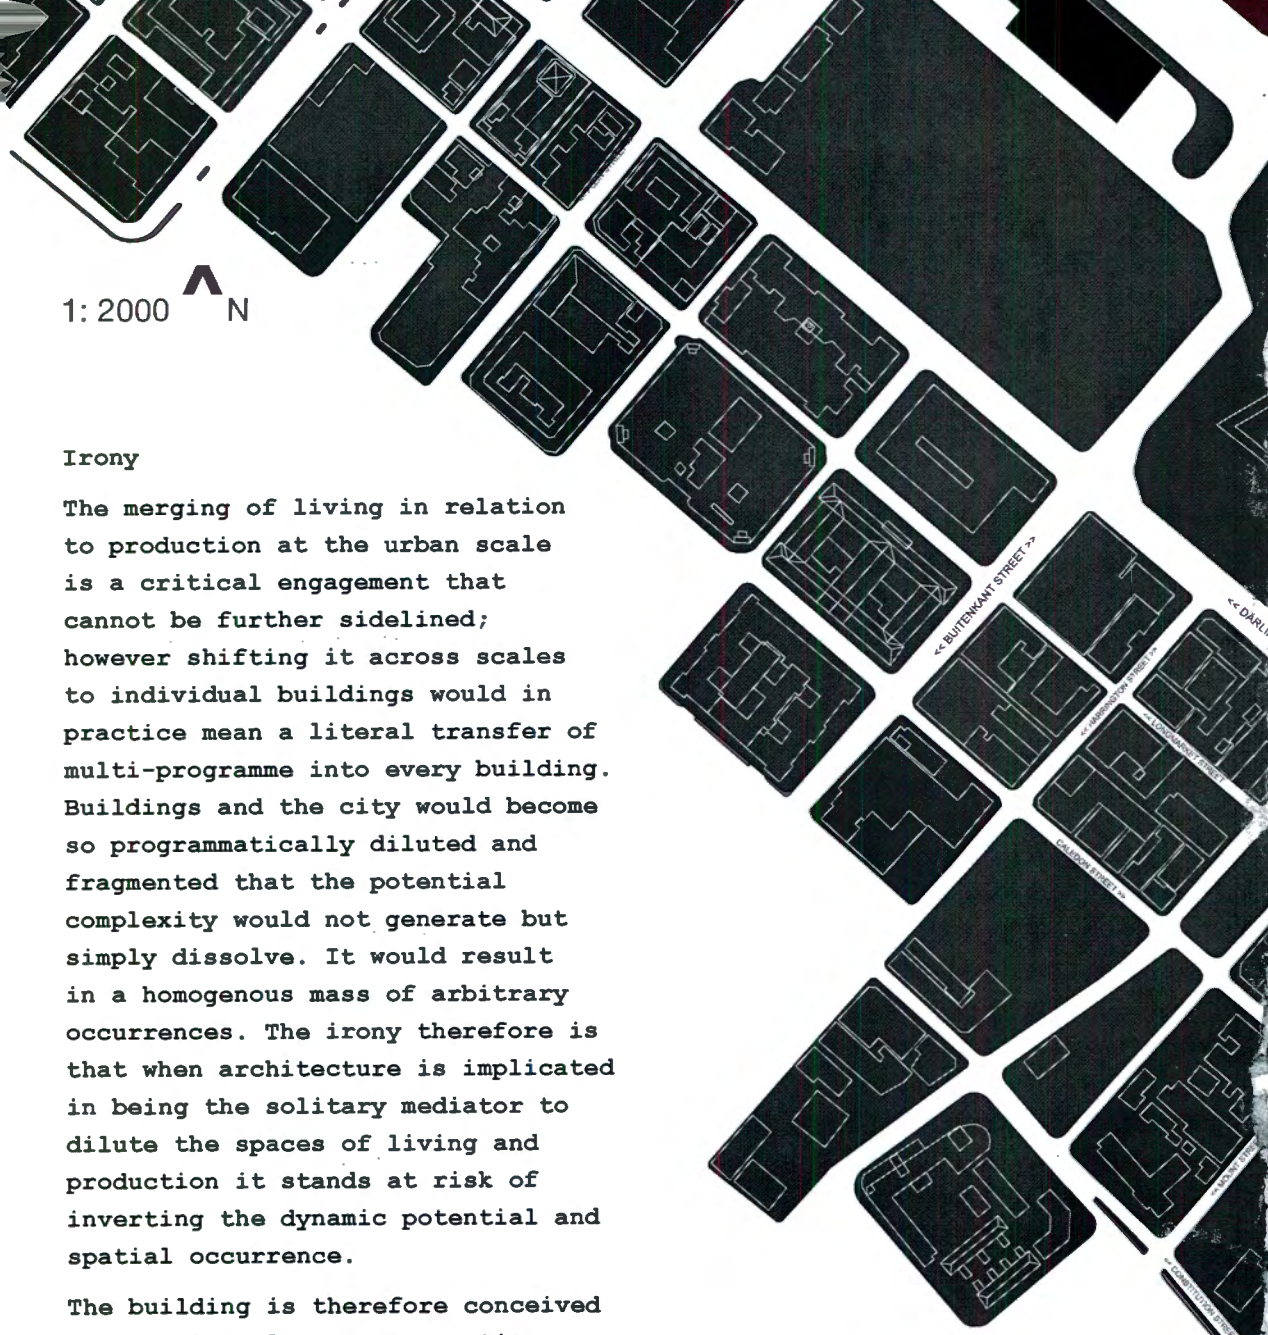 1: 2000 N
Irony
The merging of living in relation
to production at the urban scale
is a critical engagement that
cannot be further sidelined;
however shifting it across scales
to individual buildings would in
practice mean a literal transfer of
multi-programme into every building.
Buildings and the city would become
so programmatically diluted and
fragmented that the potential
complexity would not generate but
simply dissolve. It would result
in a homogenous mass of arbitrary
occurrences. The irony therefore is
that when architecture is implicated
in being the solitary mediator to
dilute the spaces of living and
production it stands at risk of
inverting the dynamic potential and
spatial occurrence.
The building is therefore conceived
<< BUITENKANT STREET >>
<< HARRINGTON STREET >>
<< LONGMARKET STREET
CALEDON STREET >>
<< MOUNT
<< CONSTITUTION